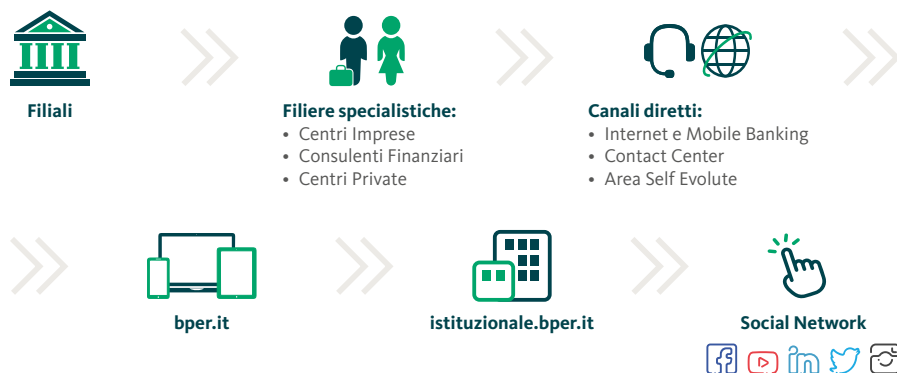 Filiali
Filiere specialistiche:
• Centri Imprese
• Consulenti Finanziari
• Centri Private
Canali diretti:
• Internet e Mobile Banking
• Contact Center
• Area Self Evolute
bper.it
istituzionale.bper.it
Social Network